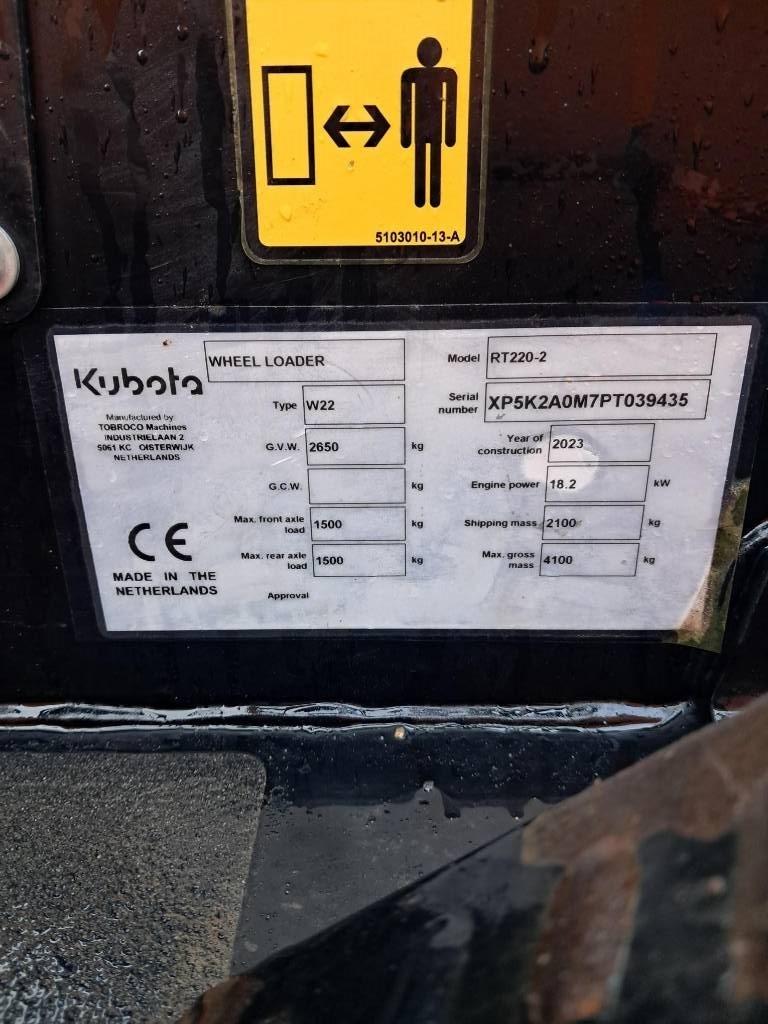 5103010-13-A
Kubota
WHEEL LOADER
Model RT220-2
Type W22
Serial number XP5K2A0M7PT039435
Manufactured by
TOBROCO Machines
INDUSTRIELAAN 2
5061 KC OISTERWIJK
NETHERLANDS
G.V.W. 2650 kg
Year of construction 2023
G.C.W. kg
Engine power 18.2 kW
Max. front axle load 1500 kg
Shipping mass 2100 kg
Max. rear axle load 1500 kg
Max. gross mass 4100 kg
CE
MADE IN THE
NETHERLANDS
Approval